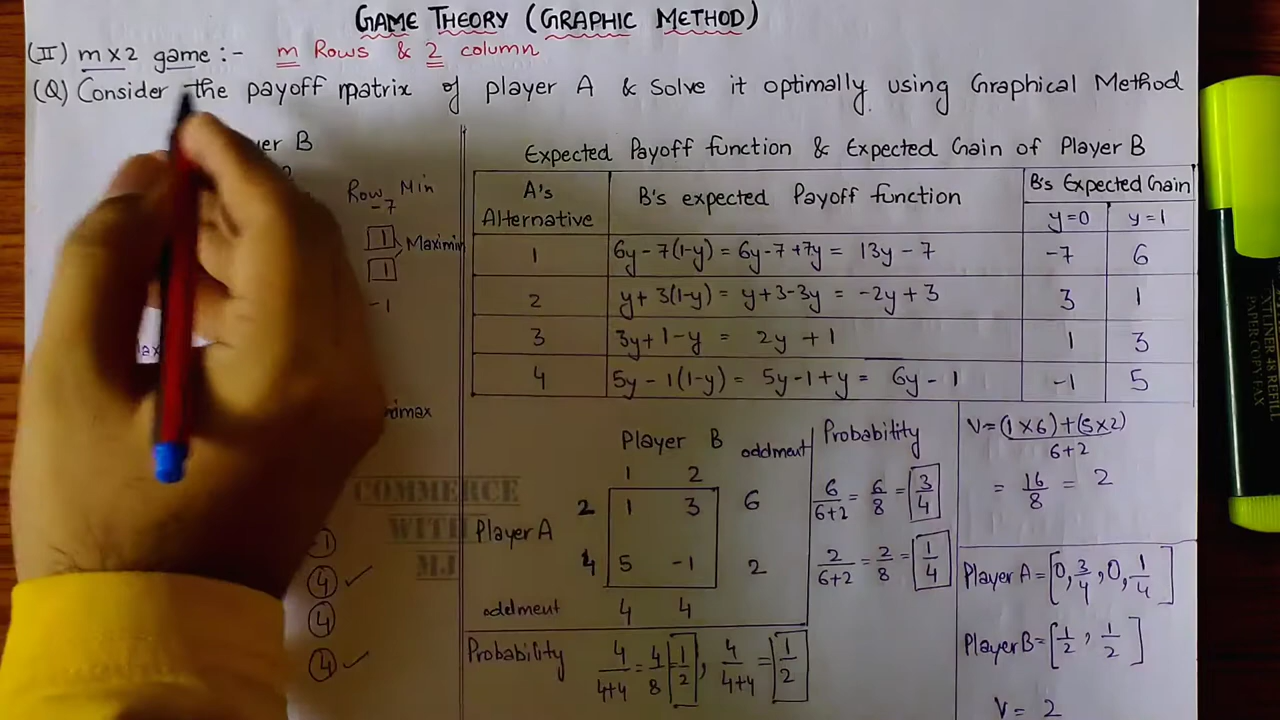 GAME THEORY (GRAPHIC METHOD)
(II) m x 2 game :- m Rows & 2 column
(Q) Consider the payoff matrix of player A & Solve it optimally using Graphical Method
B
Row Min
-7
1
Maximin
1
-1
Expected Payoff function & Expected Gain of Player B
A's Alternative
B's expected Payoff function
B's Expected Gain
y=0 y=1
1 6y - 7(1-y) = 6y - 7 + 7y = 13y - 7 -7 6
2 y + 3(1-y) = y + 3 - 3y = -2y + 3 3 1
3 3y + 1 - y = 2y + 1 1 3
4 5y - 1(1-y) = 5y - 1 + y = 6y - 1 -1 5
Player B oddment Probability
1 2
2 1 3 6 6/6+2 = 6/8 = 3/4
Player A
4 5 -1 2 2/6+2 = 2/8 = 1/4
oddment 4 4
Probability 4/4+4 = 4/8 = 1/2, 4/4+4 = 1/2
V = (1×6)+(5×2)/6+2
= 16/8 = 2
Player A = [0, 3/4, 0, 1/4]
Player B = [1/2, 1/2]
V = 2
4 ✓
4
4 ✓
COMMERCE
WITH
MJ